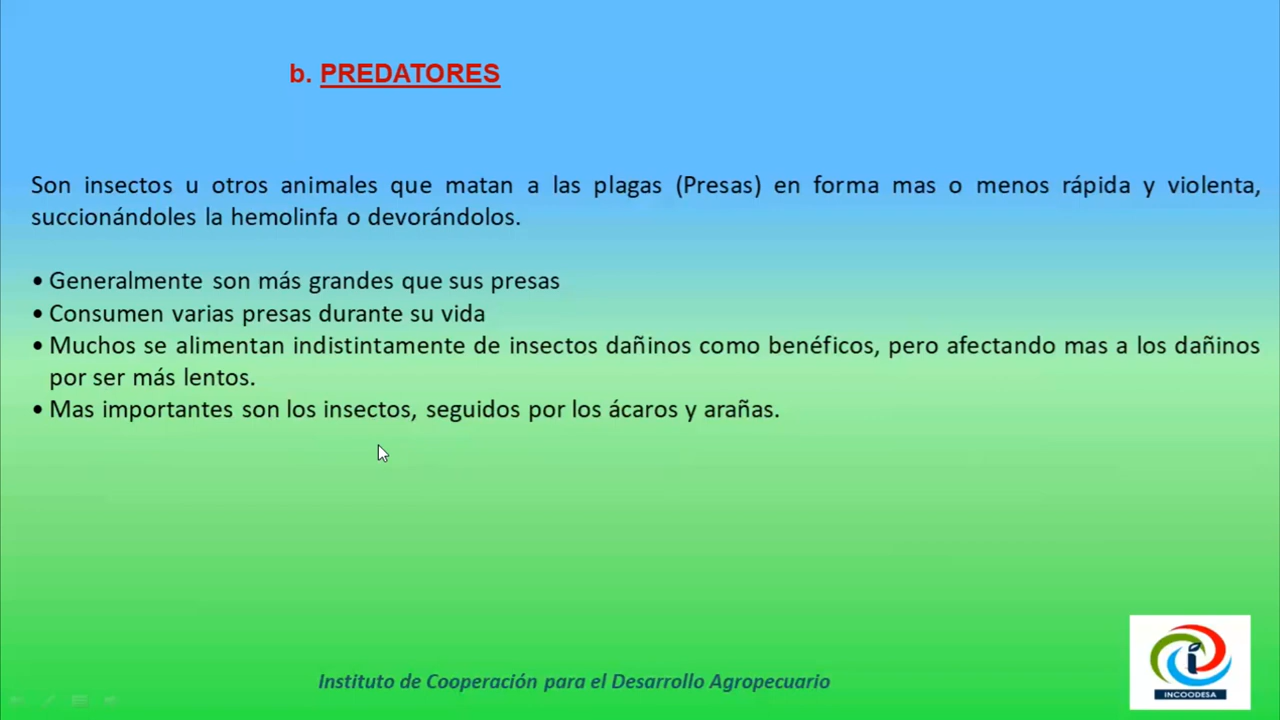 b. PREDATORES
Son insectos u otros animales que matan a las plagas (Presas) en forma mas o menos rápida y violenta,
succionándoles la hemolinfa o devorándolos.
• Generalmente son más grandes que sus presas
• Consumen varias presas durante su vida
• Muchos se alimentan indistintamente de insectos dañinos como benéficos, pero afectando mas a los dañinos
por ser más lentos.
• Mas importantes son los insectos, seguidos por los ácaros y arañas.
Instituto de Cooperación para el Desarrollo Agropecuario
INCOODESA